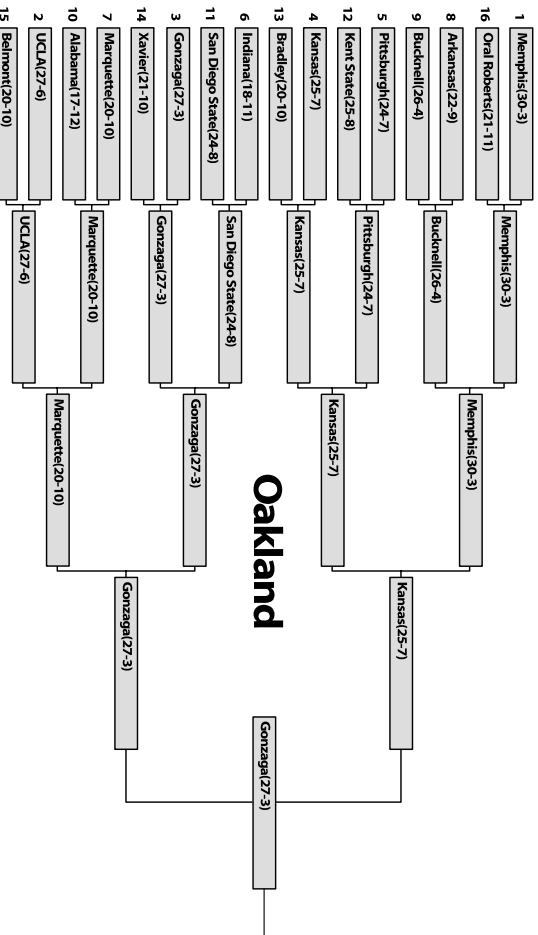 1
Memphis(30-3)
16
Oral Roberts(21-11)
8
Arkansas(22-9)
9
Bucknell(26-4)
5
Pittsburgh(24-7)
12
Kent State(25-8)
4
Kansas(25-7)
13
Bradley(20-10)
6
Indiana(18-11)
11
San Diego State(24-8)
3
Gonzaga(27-3)
14
Xavier(21-10)
7
Marquette(20-10)
10
Alabama(17-12)
2
UCLA(27-6)
15
Belmont(20-10)
Memphis(30-3)
Bucknell(26-4)
Pittsburgh(24-7)
Kansas(25-7)
San Diego State(24-8)
Gonzaga(27-3)
Marquette(20-10)
UCLA(27-6)
Memphis(30-3)
Kansas(25-7)
Gonzaga(27-3)
Marquette(20-10)
Oakland
Kansas(25-7)
Gonzaga(27-3)
Gonzaga(27-3)